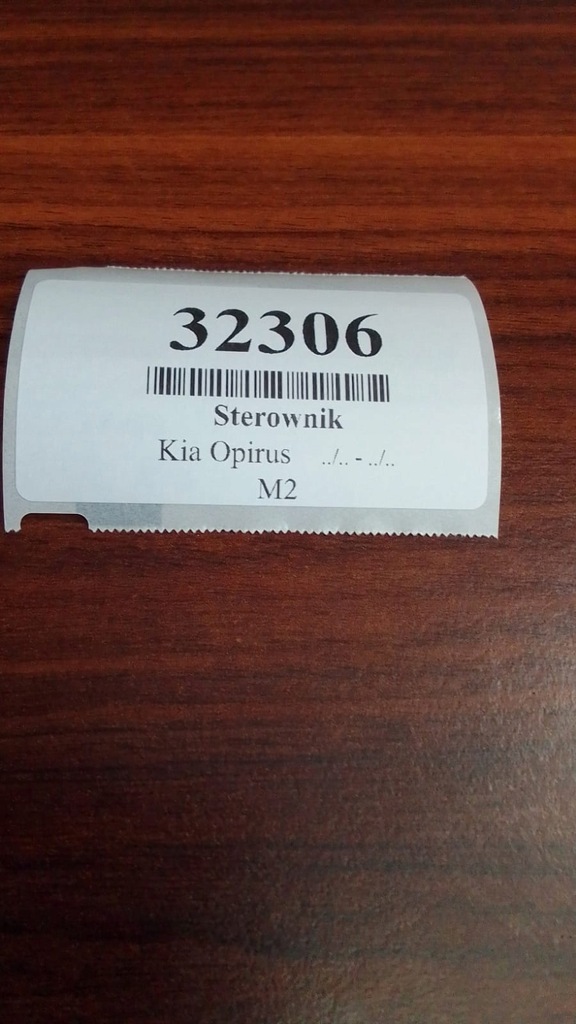 32306
Sterownik
Kia Opirus ../.. - ../..
M2